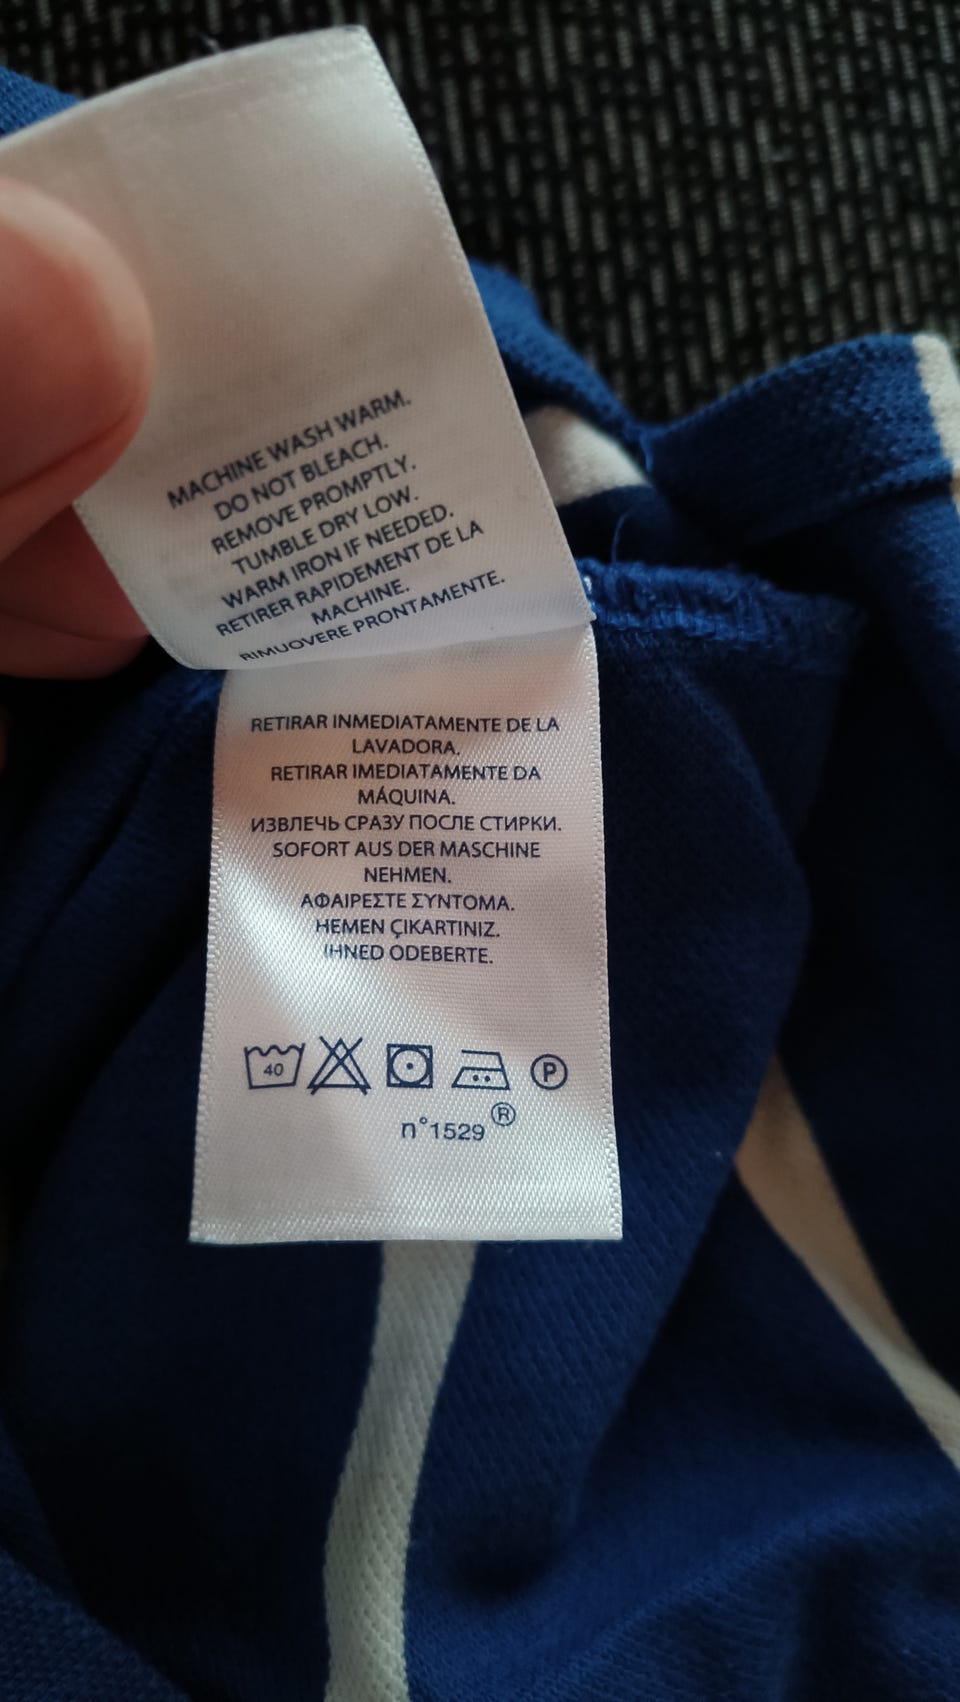 MACHINE WASH WARM.
DO NOT BLEACH.
REMOVE PROMPTLY.
TUMBLE DRY LOW.
WARM IRON IF NEEDED.
RETIRER RAPIDEMENT DE LA
MACHINE.
RIMUOVERE PRONTAMENTE.
RETIRAR INMEDIATAMENTE DE LA
LAVADORA.
RETIRAR IMEDIATAMENTE DA
MÁQUINA.
ИЗВЛЕЧЬ СРАЗУ ПОСЛЕ СТИРКИ.
SOFORT AUS DER MASCHINE
NEHMEN.
ΑΦΑΙΡΕΣΤΕ ΣΥΝΤΟΜΑ.
HEMEN ÇIKARTINIZ.
IHNED ODEBERTE.
40 P
n°1529®